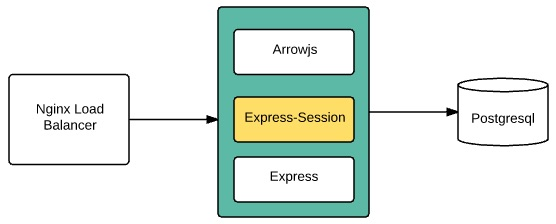 Nginx Load
Balancer
Arrowjs
Express-Session
Express
Postgresql